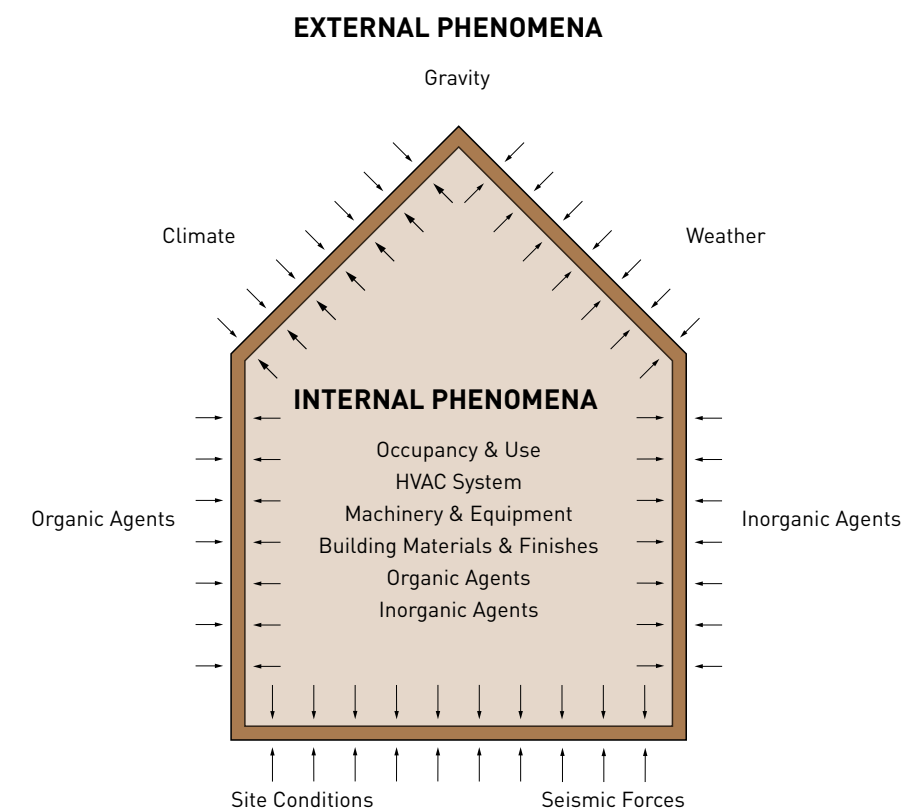 EXTERNAL PHENOMENA
Gravity
Climate
Weather
INTERNAL PHENOMENA
Occupancy & Use
HVAC System
Machinery & Equipment
Organic Agents
Inorganic Agents
Building Materials & Finishes
Organic Agents
Inorganic Agents
Site Conditions
Seismic Forces